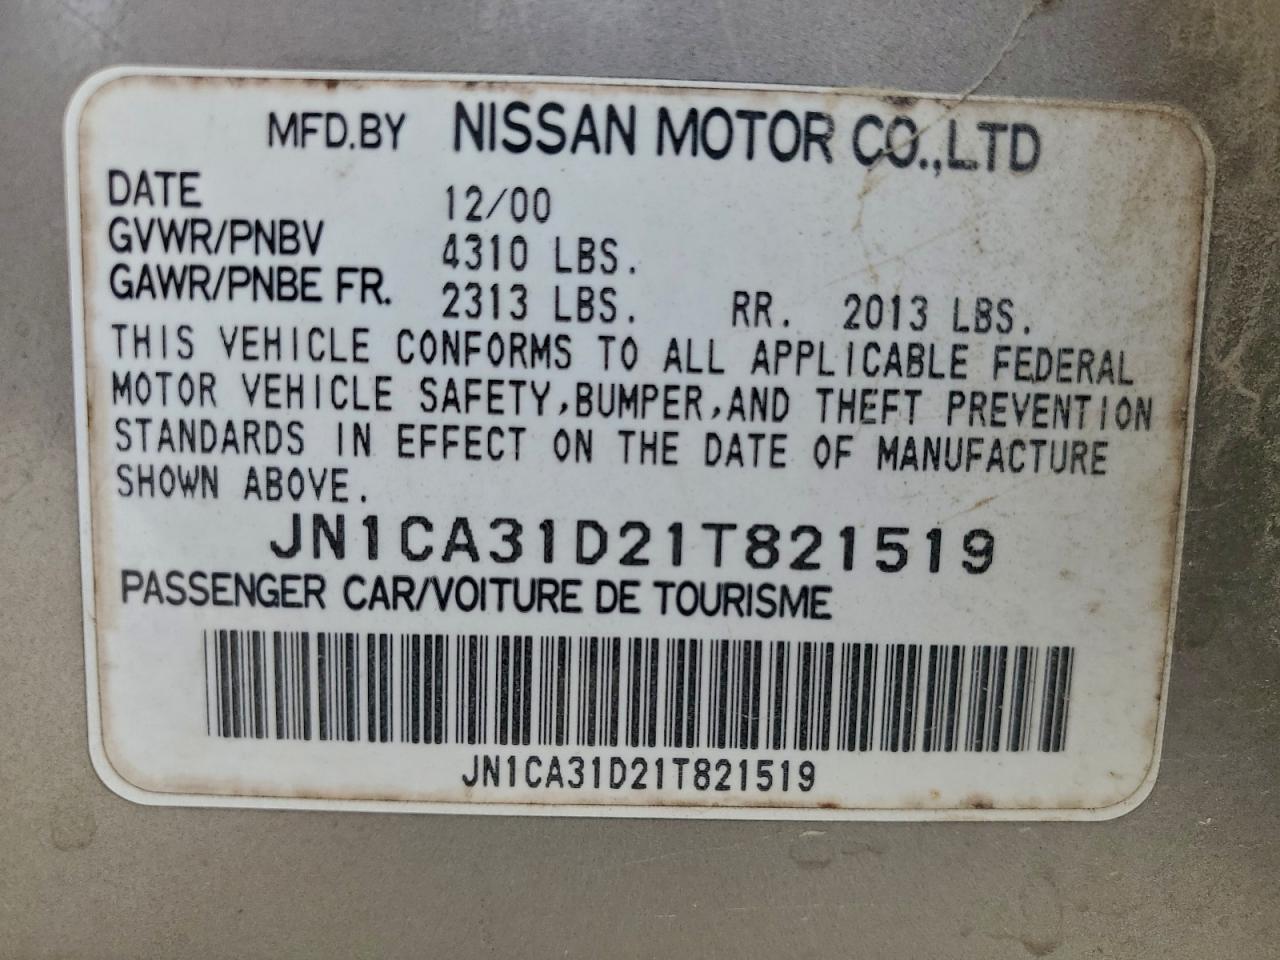 MFD.BY NISSAN MOTOR CO.,LTD
DATE 12/00
GVWR/PNBV 4310 LBS.
GAWR/PNBE FR. 2313 LBS. RR. 2013 LBS.
THIS VEHICLE CONFORMS TO ALL APPLICABLE FEDERAL
MOTOR VEHICLE SAFETY,BUMPER,AND THEFT PREVENTION
STANDARDS IN EFFECT ON THE DATE OF MANUFACTURE
SHOWN ABOVE.
JN1CA31D21T821519
PASSENGER CAR/VOITURE DE TOURISME
JN1CA31D21T821519